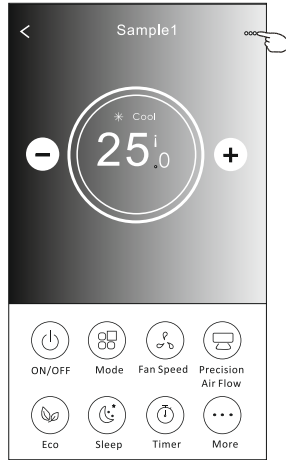 Sample1
Cool
25.0
ON/OFF Mode Fan Speed Precision
Air Flow
Eco Sleep Timer More